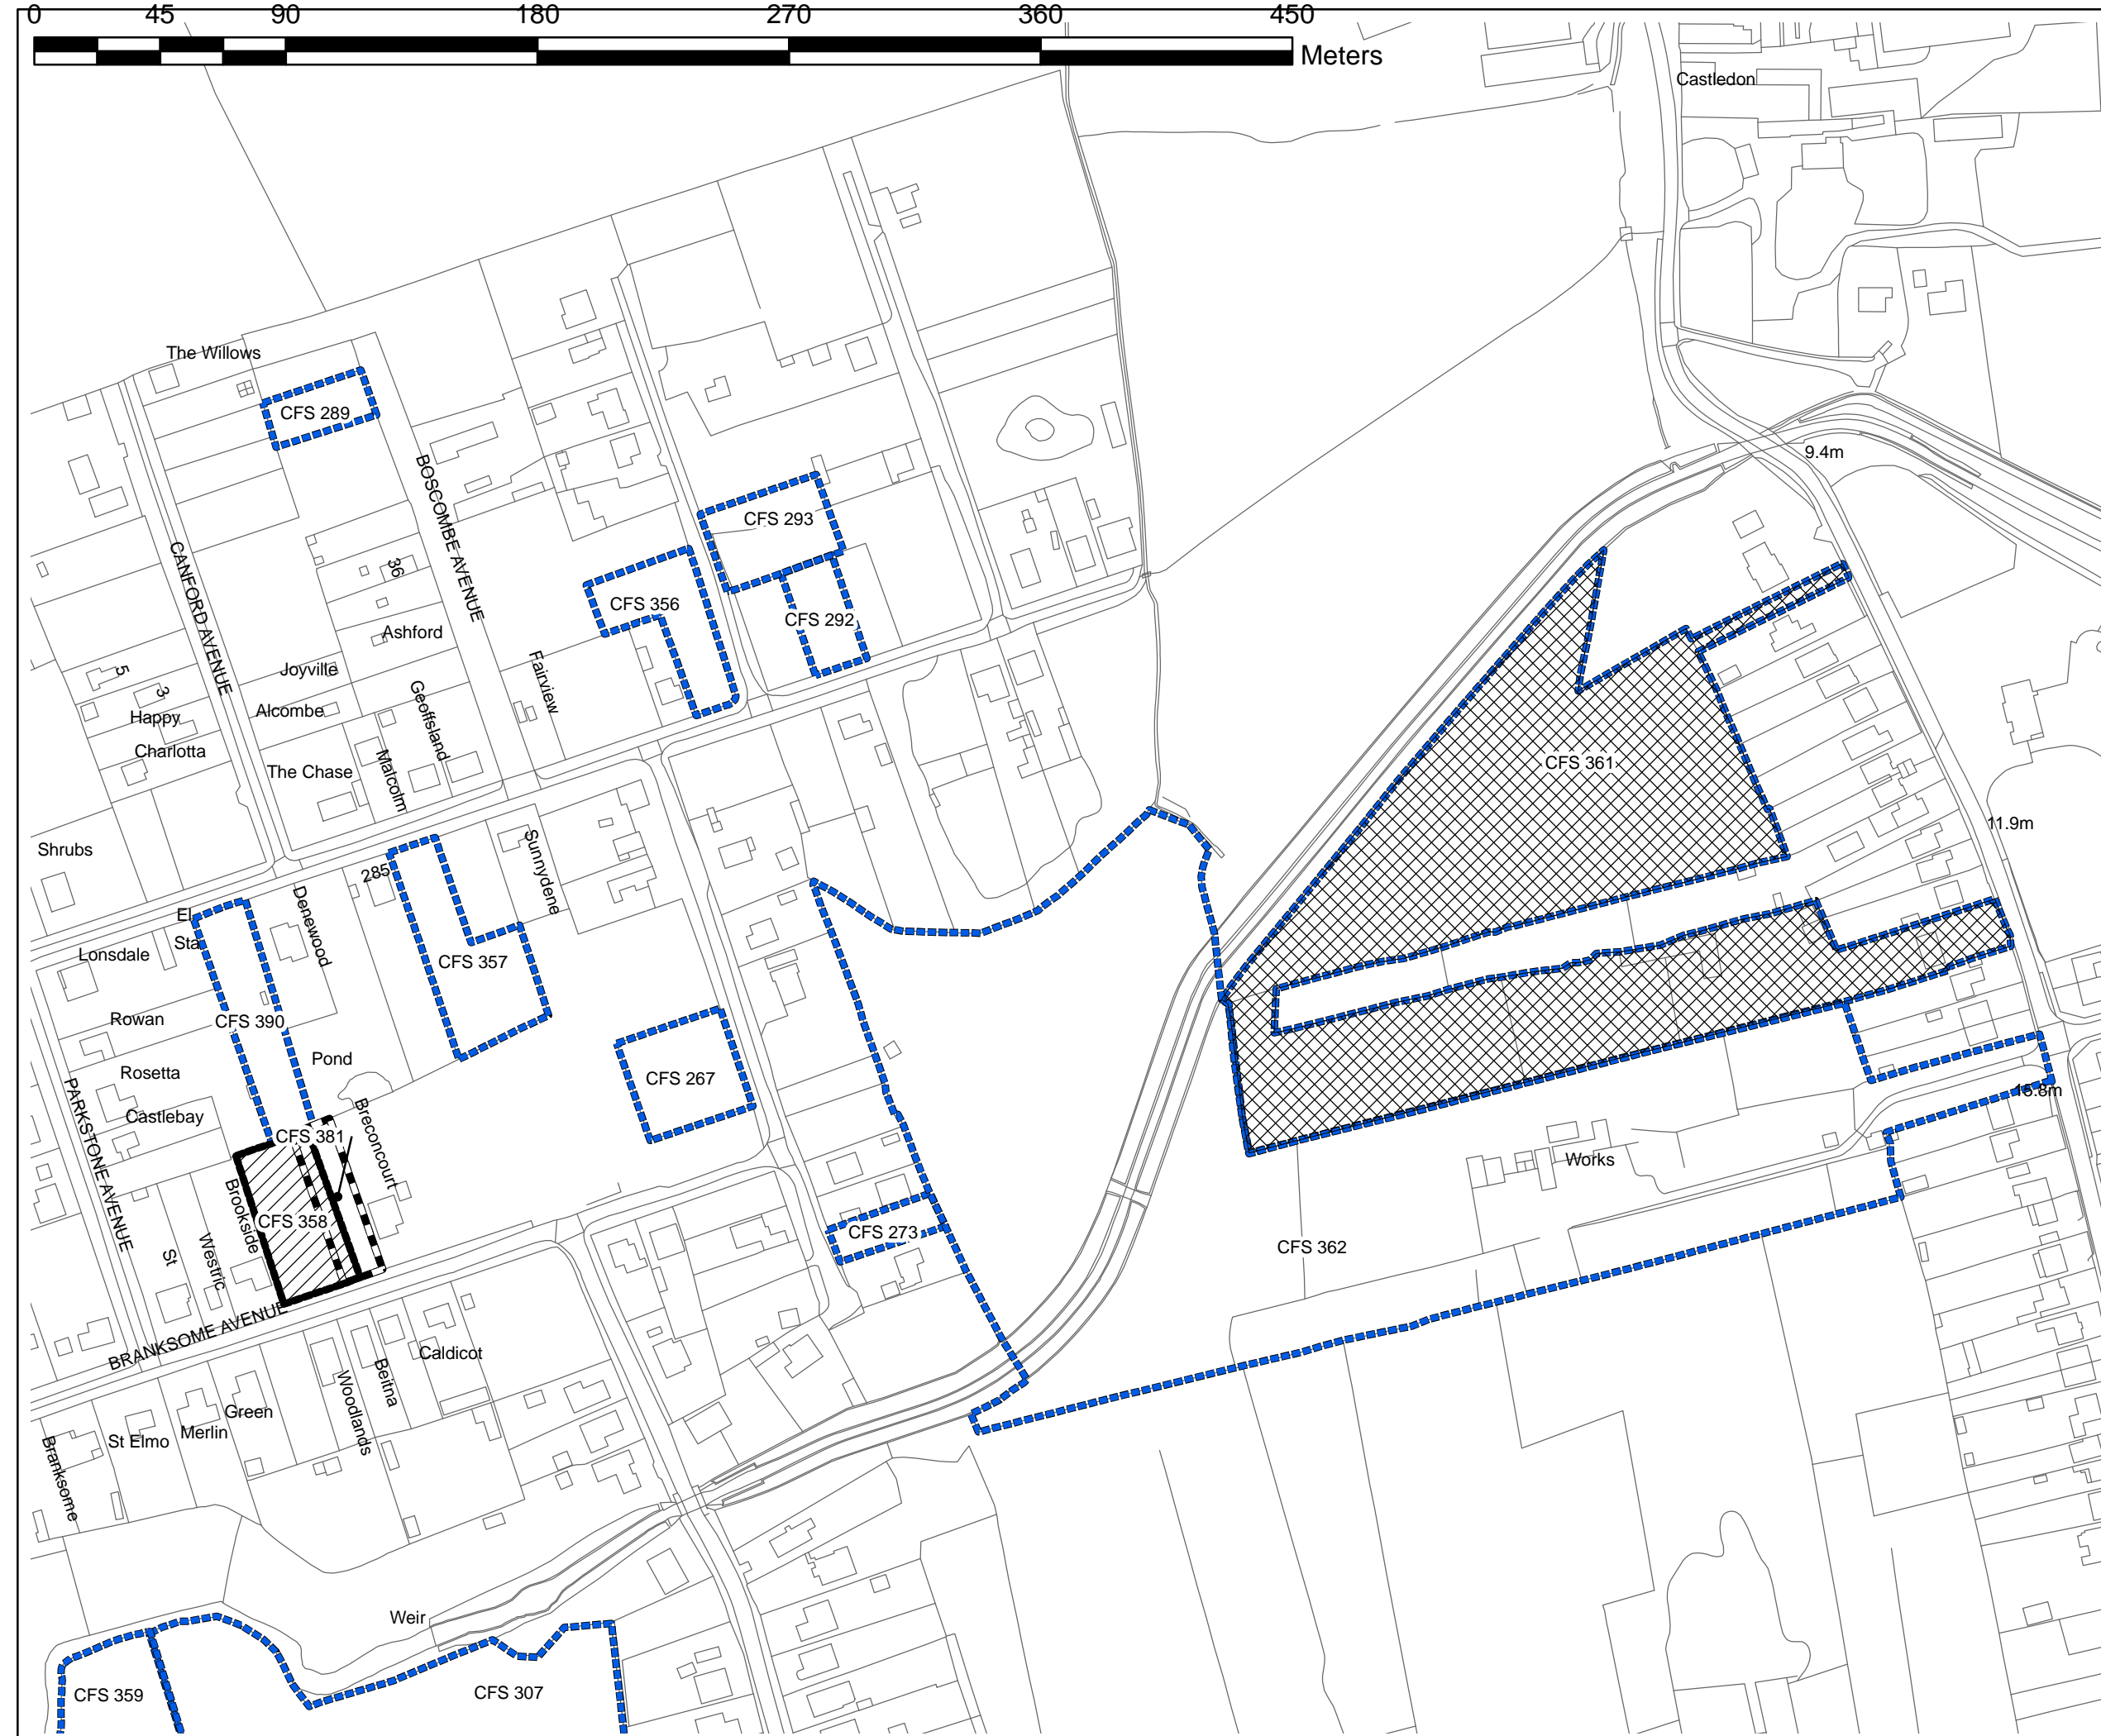 0 45 90 180 270 360 450
Meters
Castledon
The Willows
CFS 289
9.4m
BOSCOMBE AVENUE
CFS 293
CANFORD AVENUE
36
CFS 356
CFS 292
Ashford
5
3
Joyville
Fairview
Happy
Alcombe
Geoffsland
Charlotta
CFS 361
The Chase
Malcolm
11.9m
Shrubs
285
Sunnydene
El
Denewood
Sta
Lonsdale
CFS 357
Rowan
CFS 390
Pond
Rosetta
CFS 267
15.8m
Castlebay
PARKSTONE AVENUE
CFS 381
Breconcourt
Works
Brookside
CFS 358
CFS 273
CFS 362
St
Westric
BRANKSOME AVENUE
Caldicot
Beitna
Woodlands
Green
Merlin
St Elmo
Branksome
Weir
CFS 359
CFS 307